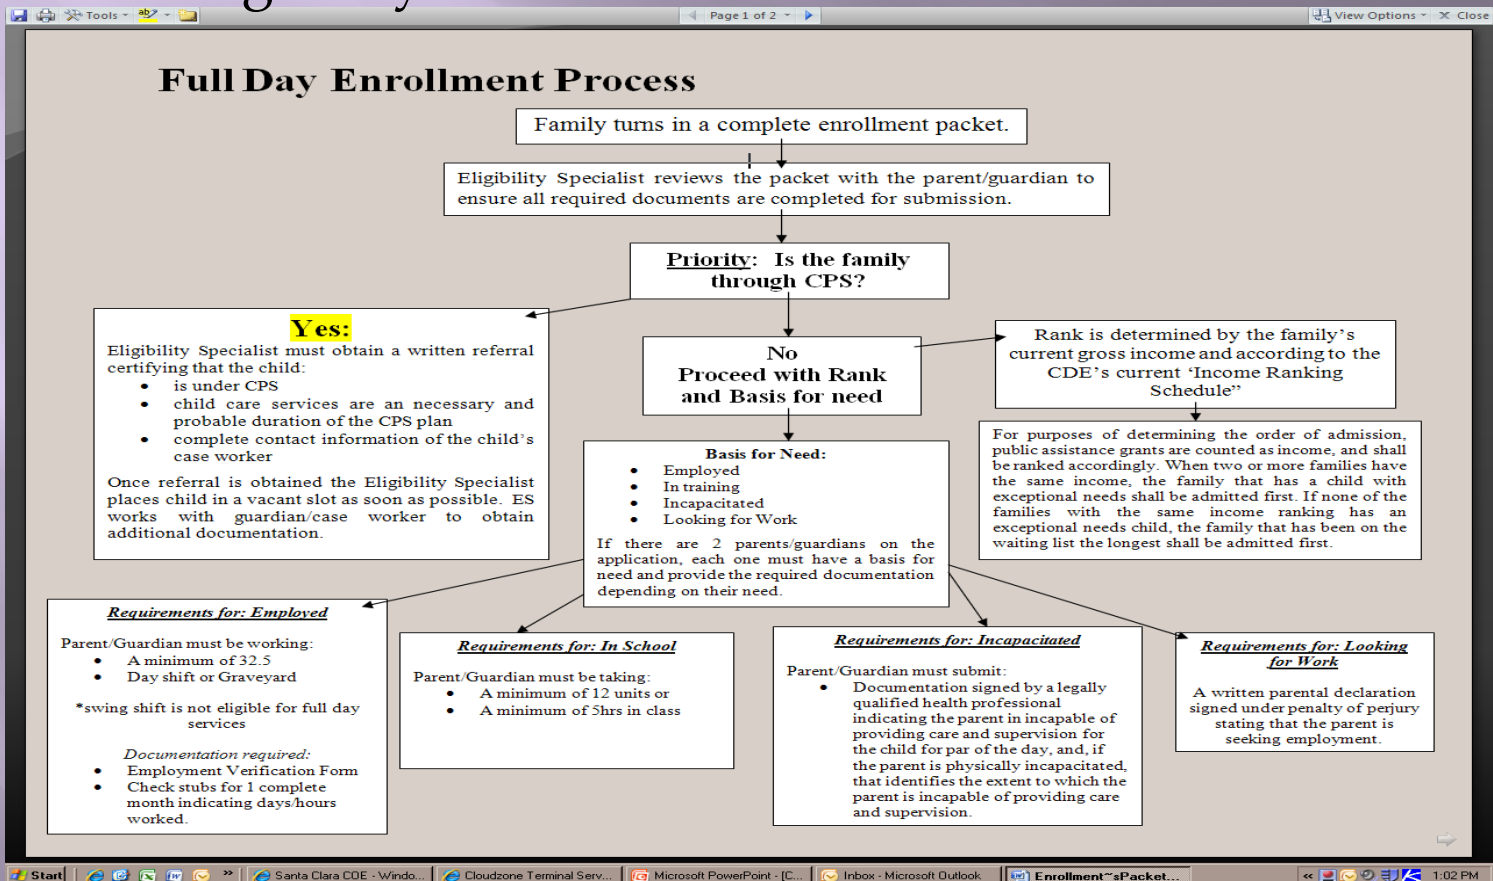 Tools
Page 1 of 2
View Options
Close
Full Day Enrollment Process
Family turns in a complete enrollment packet.
Eligibility Specialist reviews the packet with the parent/guardian to
ensure all required documents are completed for submission.
Priority: Is the family
through CPS?
Yes:
Eligibility Specialist must obtain a written referral
certifying that the child:
• is under CPS
• child care services are an necessary and
probable duration of the CPS plan
• complete contact information of the child's
case worker
Once referral is obtained the Eligibility Specialist
places child in a vacant slot as soon as possible. ES
works with guardian/case worker to obtain
additional documentation.
No
Proceed with Rank
and Basis for need
Rank is determined by the family's
current gross income and according to the
CDE's current 'Income Ranking
Schedule"
For purposes of determining the order of admission,
public assistance grants are counted as income, and shall
be ranked accordingly. When two or more families have
the same income, the family that has a child with
exceptional needs shall be admitted first. If none of the
families with the same income ranking has an
exceptional needs child, the family that has been on the
waiting list the longest shall be admitted first.
Basis for Need:
• Employed
• In training
• Incapacitated
• Looking for Work
If there are 2 parents/guardians on the
application, each one must have a basis for
need and provide the required documentation
depending on their need.
Requirements for: Employed
Parent/Guardian must be working:
• A minimum of 32.5
• Day shift or Graveyard
*swing shift is not eligible for full day
services
Documentation required:
• Employment Verification Form
• Check stubs for 1 complete
month indicating days/hours
worked.
Requirements for: In School
Parent/Guardian must be taking:
• A minimum of 12 units or
• A minimum of 5hrs in class
Requirements for: Incapacitated
Parent/Guardian must submit:
• Documentation signed by a legally
qualified health professional
indicating the parent in incapable of
providing care and supervision for
the child for par of the day, and, if
the parent is physically incapacitated,
that identifies the extent to which the
parent is incapable of providing care
and supervision.
Requirements for: Looking
for Work
A written parental declaration
signed under penalty of perjury
stating that the parent is
seeking employment.
Start
Santa Clara COE - Windo...
Cloudzone Terminal Serv...
Microsoft PowerPoint - [C...
Inbox - Microsoft Outlook
Enrollment~sPacket...
1:02 PM